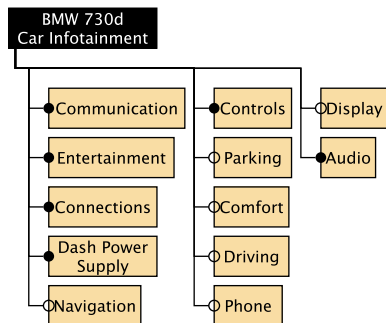 BMW 730d
Car Infotainment
Communication
Entertainment
Connections
Dash Power
Supply
Navigation
Controls
Parking
Comfort
Driving
Phone
Display
Audio